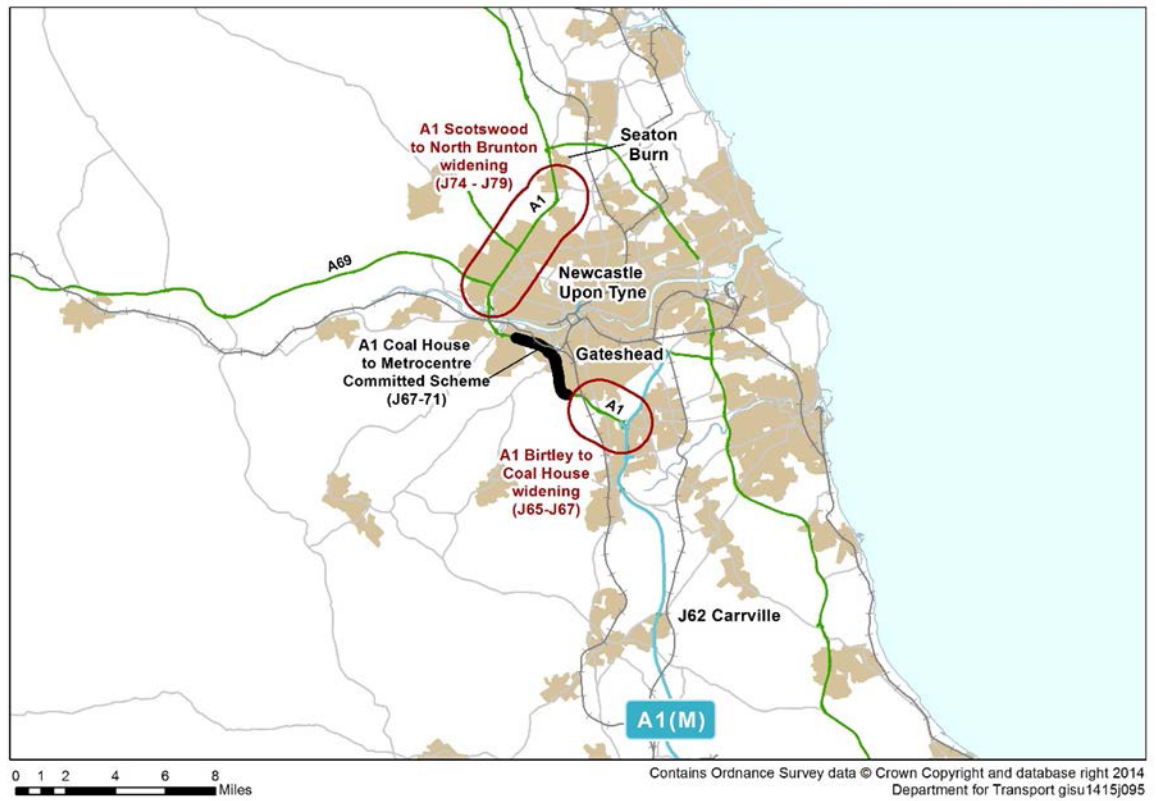 A1 Scotswood
to North Brunton
widening
(J74 - J79)
Seaton
Burn
A1
A69
Newcastle
Upon Tyne
A1 Coal House
to Metrocentre
Committed Scheme
(J67-71)
Gateshead
A1
A1 Birtley to
Coal House
widening
(J65-J67)
J62 Carrville
A1(M)
0 1 2 4 6 8
Miles
Contains Ordnance Survey data © Crown Copyright and database right 2014
Department for Transport gisu1415j095